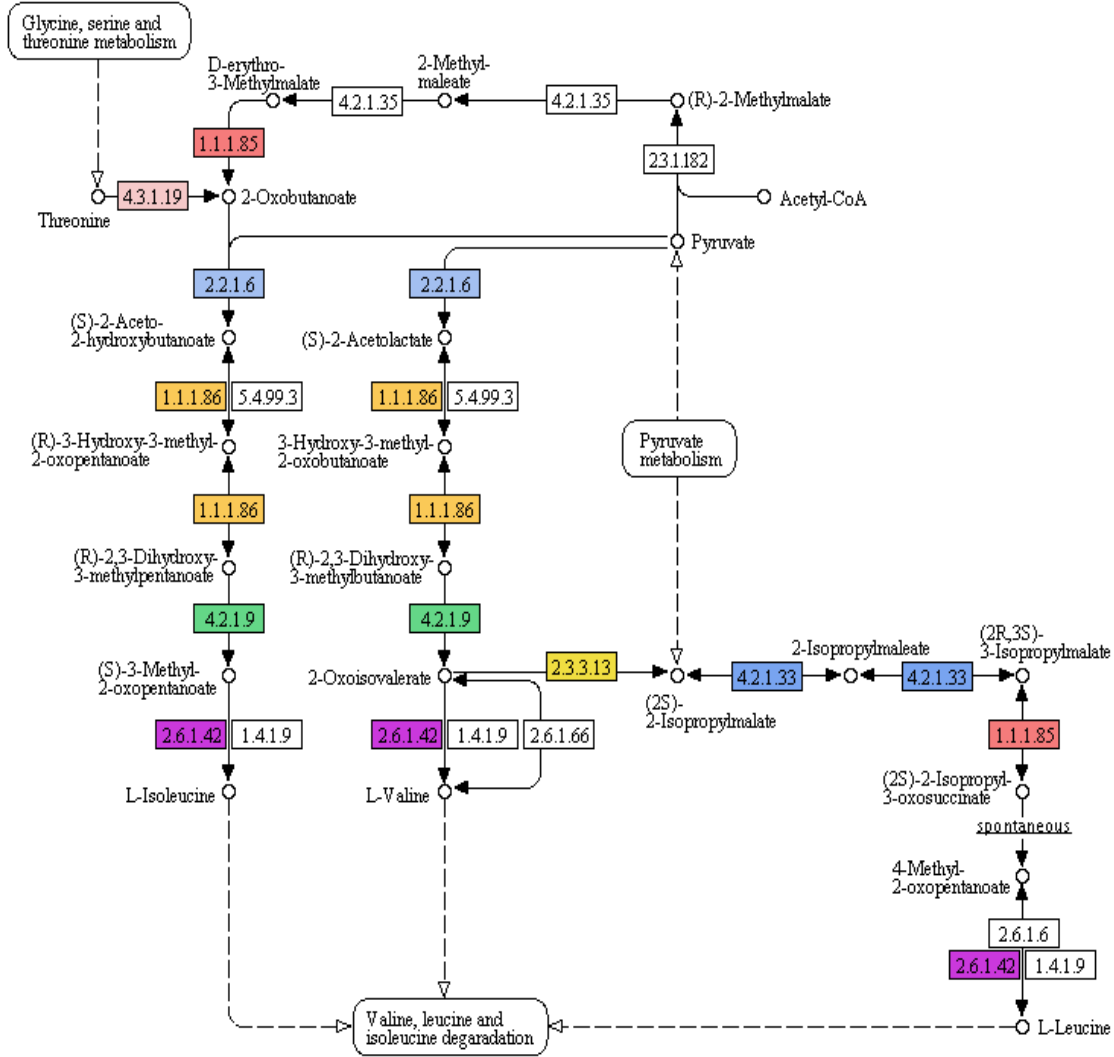 Glycine, serine and
threonine metabolism
D-erythro-
3-Methylmalate
2-Methyl-
maleate
4.2.1.35
4.2.1.35
(R)-2-Methylmalate
1.1.1.85
2.3.1.182
4.3.1.19
2-Oxobutanoate
Acetyl-CoA
Threonine
Pyruvate
2.2.1.6
2.2.1.6
(S)-2-Aceto-
2-hydroxybutanoate
(S)-2-Acetolactate
1.1.1.86
5.4.99.3
1.1.1.86
5.4.99.3
(R)-3-Hydroxy-3-methyl-
2-oxopentanoate
3-Hydroxy-3-methyl-
2-oxobutanoate
Pyruvate
metabolism
1.1.1.86
1.1.1.86
(R)-2,3-Dihydroxy-
3-methylpentanoate
(R)-2,3-Dihydroxy-
3-methylbutanoate
4.2.1.9
4.2.1.9
(S)-3-Methyl-
2-oxopentanoate
2-Oxoisovalerate
2.3.3.13
(2S)-
2-Isopropylmalate
4.2.1.33
2-Isopropylmaleate
4.2.1.33
(2R,3S)-
3-Isopropylmalate
2.6.1.42
1.4.1.9
2.6.1.42
1.4.1.9
2.6.1.66
1.1.1.85
L-Isoleucine
L-Valine
(2S)-2-Isopropyl-
3-oxosuccinate
spontaneous
4-Methyl-
2-oxopentanoate
2.6.1.6
2.6.1.42
1.4.1.9
Valine, leucine and
isoleucine degradation
L-Leucine